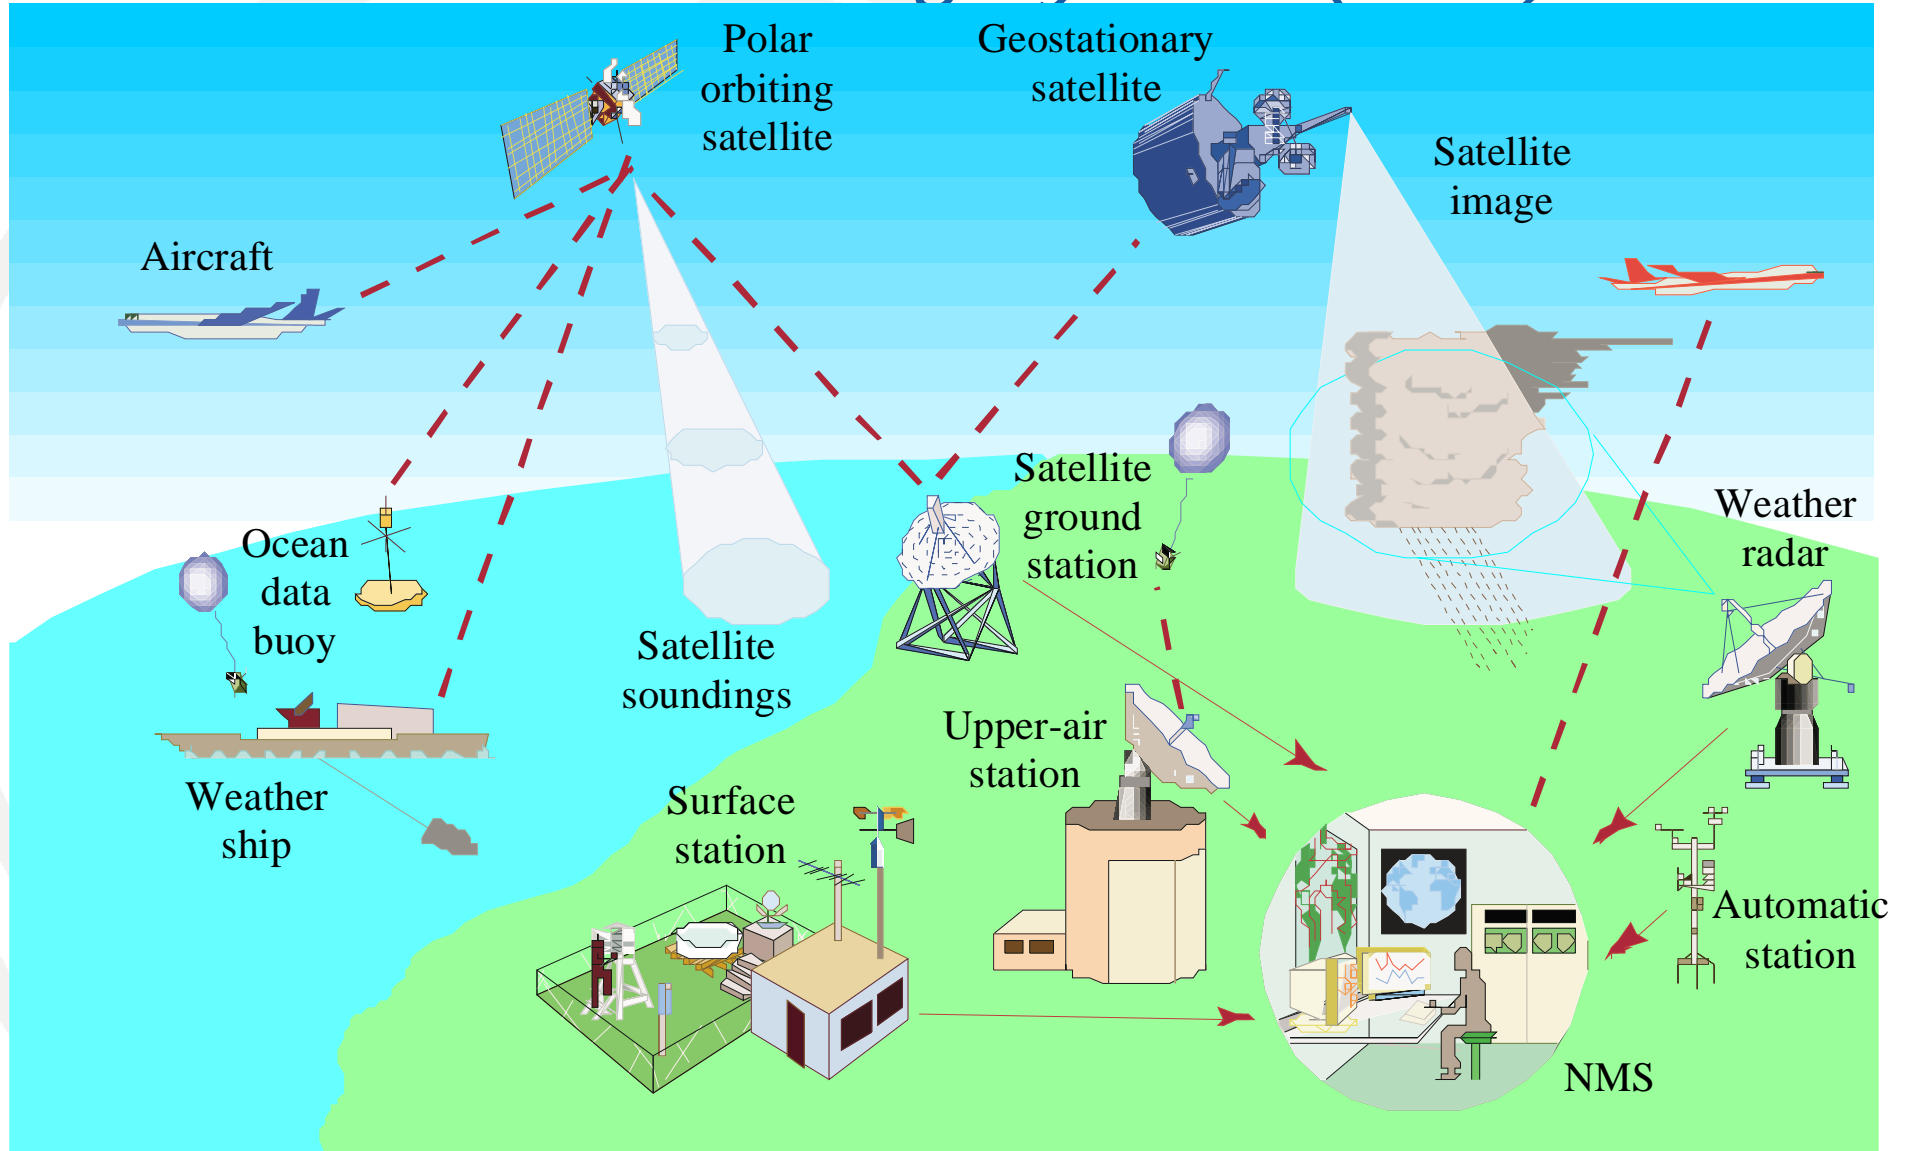 Polar
orbiting
satellite
Geostationary
satellite
Satellite
image
Aircraft
Satellite
ground
station
Weather
radar
Ocean
data
buoy
Satellite
soundings
Upper-air
station
Weather
ship
Surface
station
Automatic
station
NMS